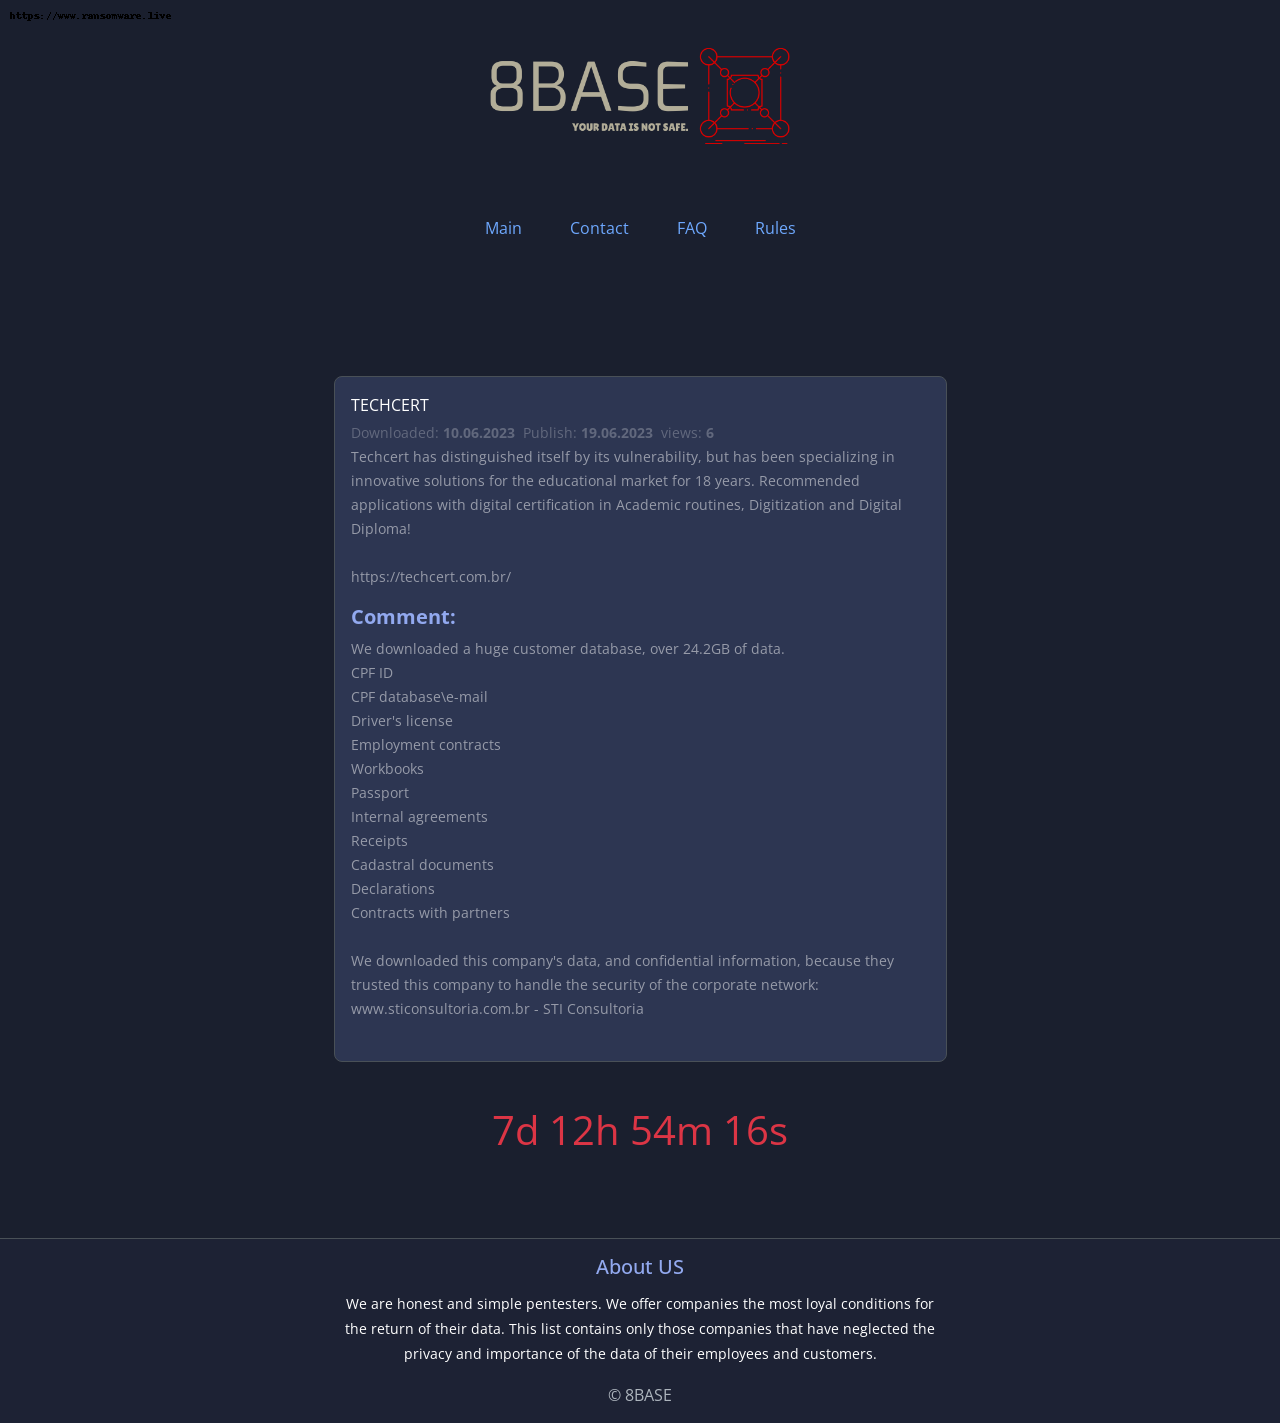 https://www.ransomware.live
8BASE
YOUR DATA IS NOT SAFE.
Main Contact FAQ Rules
TECHCERT
Downloaded: 10.06.2023 Publish: 19.06.2023 views: 6
Techcert has distinguished itself by its vulnerability, but has been specializing in
innovative solutions for the educational market for 18 years. Recommended
applications with digital certification in Academic routines, Digitization and Digital
Diploma!
https://techcert.com.br/
Comment:
We downloaded a huge customer database, over 24.2GB of data.
CPF ID
CPF database\e-mail
Driver's license
Employment contracts
Workbooks
Passport
Internal agreements
Receipts
Cadastral documents
Declarations
Contracts with partners
We downloaded this company's data, and confidential information, because they
trusted this company to handle the security of the corporate network:
www.sticonsultoria.com.br - STI Consultoria
7d 12h 54m 16s
About US
We are honest and simple pentesters. We offer companies the most loyal conditions for
the return of their data. This list contains only those companies that have neglected the
privacy and importance of the data of their employees and customers.
© 8BASE